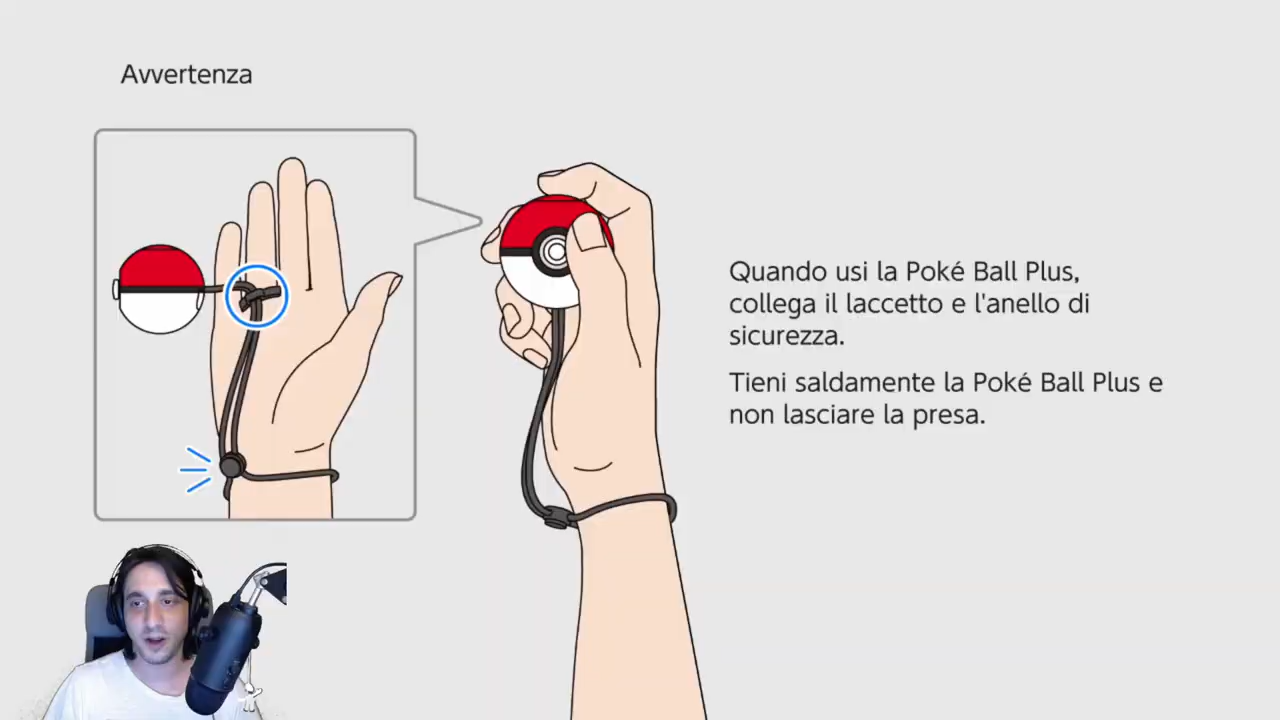 Avvertenza
Quando usi la Poké Ball Plus,
collega il laccetto e l'anello di
sicurezza.
Tieni saldamente la Poké Ball Plus e
non lasciare la presa.